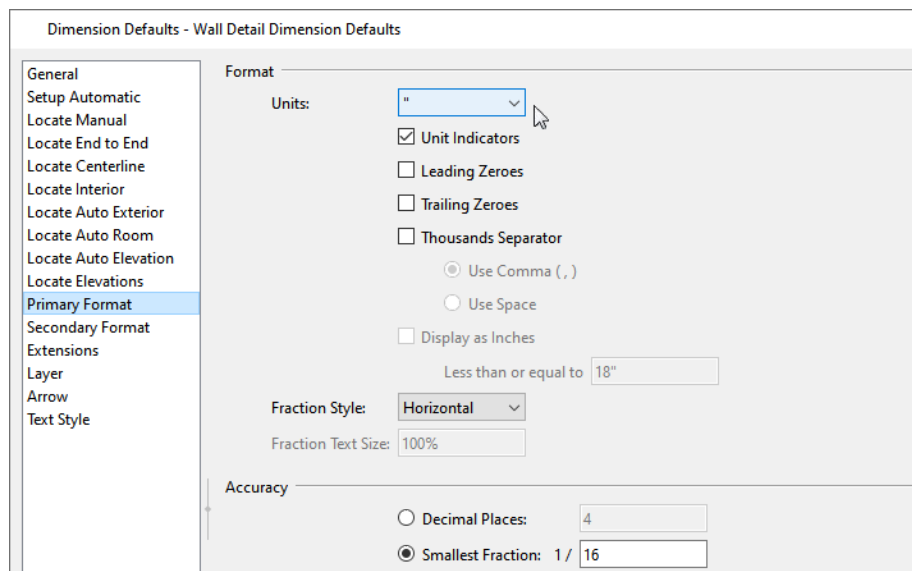 Dimension Defaults - Wall Detail Dimension Defaults
General
Setup Automatic
Locate Manual
Locate End to End
Locate Centerline
Locate Interior
Locate Auto Exterior
Locate Auto Room
Locate Auto Elevation
Locate Elevations
Primary Format
Secondary Format
Extensions
Layer
Arrow
Text Style
Format
Units: "
Unit Indicators
Leading Zeroes
Trailing Zeroes
Thousands Separator
Use Comma ( , )
Use Space
Display as Inches
Less than or equal to 18"
Fraction Style: Horizontal
Fraction Text Size: 100%
Accuracy
Decimal Places: 4
Smallest Fraction: 1 / 16